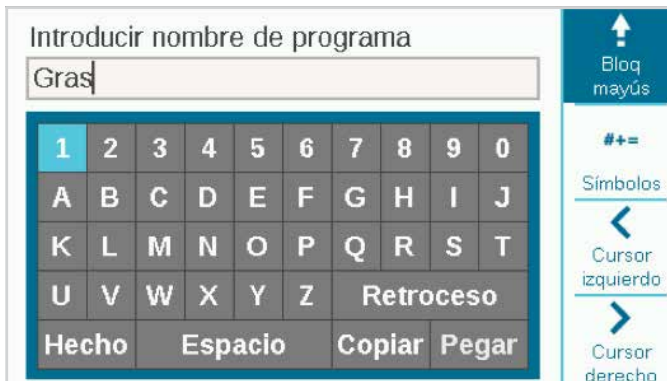 Introducir nombre de programa
Gras
1 2 3 4 5 6 7 8 9 0
A B C D E F G H I J
K L M N O P Q R S T
U V W X Y Z Retroceso
Hecho Espacio Copiar Pegar
Bloq
mayús
#+=
Símbolos
Cursor
izquierdo
Cursor
derecho